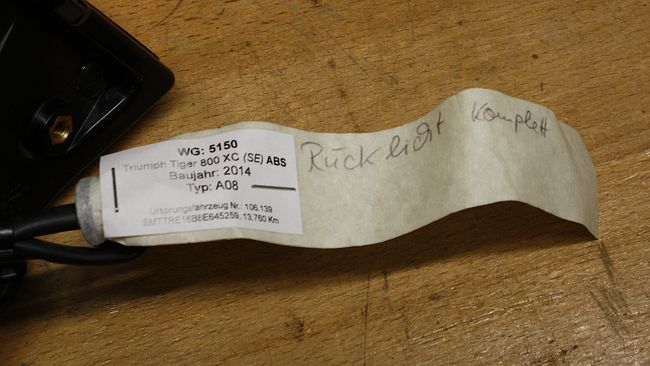 WG: 5150
Triumph Tiger 800 XC (SE) ABS
Baujahr: 2014
Typ: A08
Ursprungsfahrzeug Nr.: 106.139
SMTTRE16B8E645259, 13.760 Km
Rücklicht Komplett